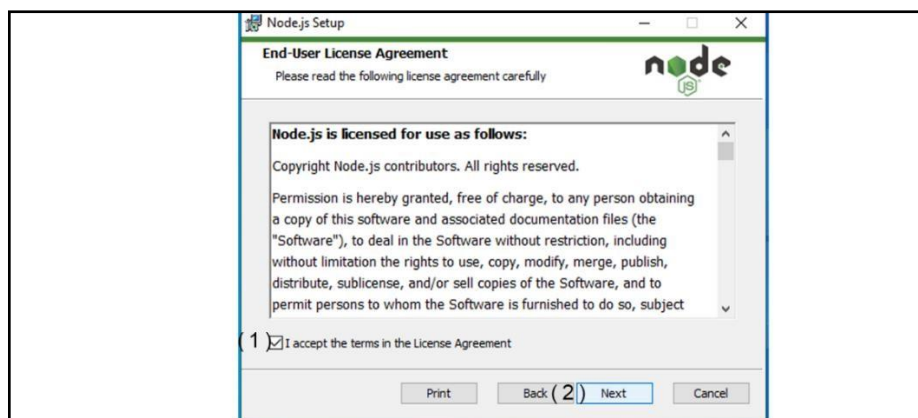 Node.js Setup
End-User License Agreement
Please read the following license agreement carefully
node
JS
Node.js is licensed for use as follows:
Copyright Node.js contributors. All rights reserved.
Permission is hereby granted, free of charge, to any person obtaining
a copy of this software and associated documentation files (the
"Software"), to deal in the Software without restriction, including
without limitation the rights to use, copy, modify, merge, publish,
distribute, sublicense, and/or sell copies of the Software, and to
permit persons to whom the Software is furnished to do so, subject
(1) I accept the terms in the License Agreement
Print Back (2) Next Cancel